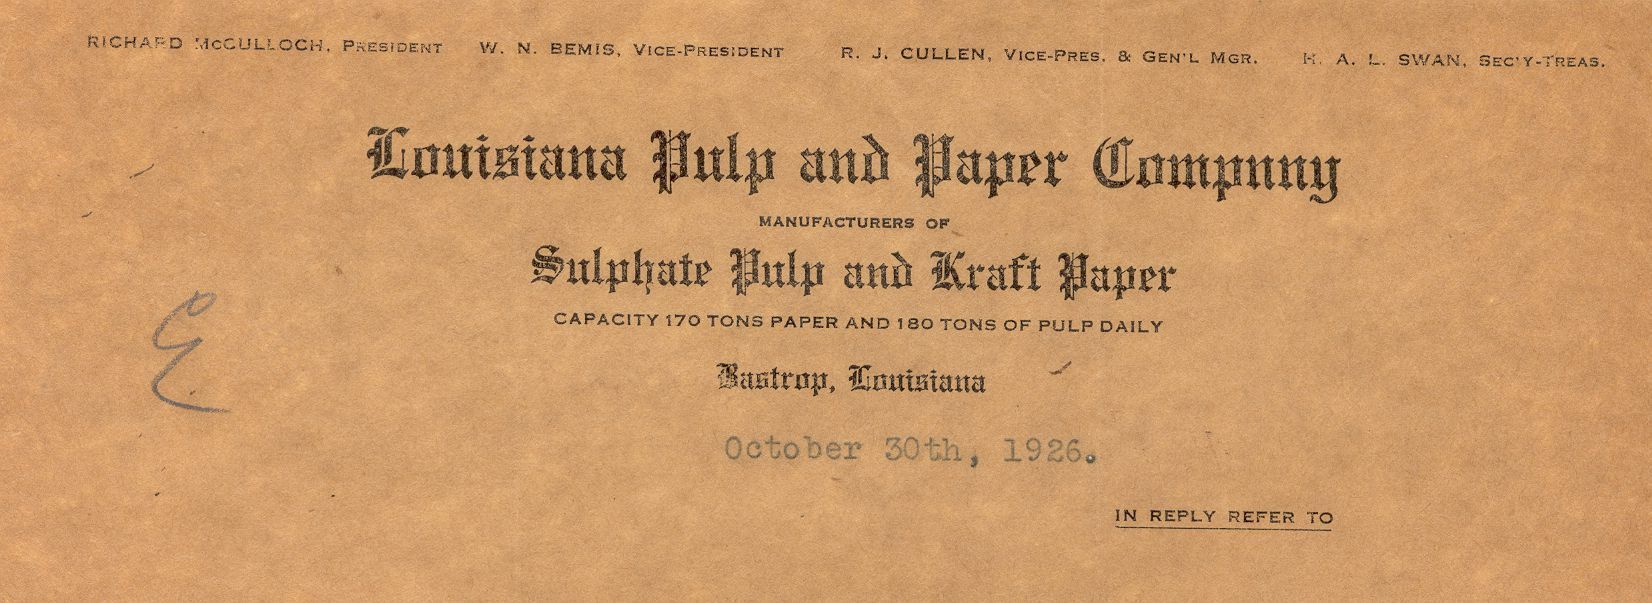 RICHARD McCULLOCH, PRESIDENT W. N. BEMIS, VICE-PRESIDENT R. J. CULLEN, VICE-PRES. & GEN'L MGR. H. A. L. SWAN, SEC'Y-TREAS.
Louisiana Pulp and Paper Company
MANUFACTURERS OF
Sulphate Pulp and Kraft Paper
CAPACITY 170 TONS PAPER AND 180 TONS OF PULP DAILY
Bastrop, Louisiana
October 30th, 1926.
IN REPLY REFER TO